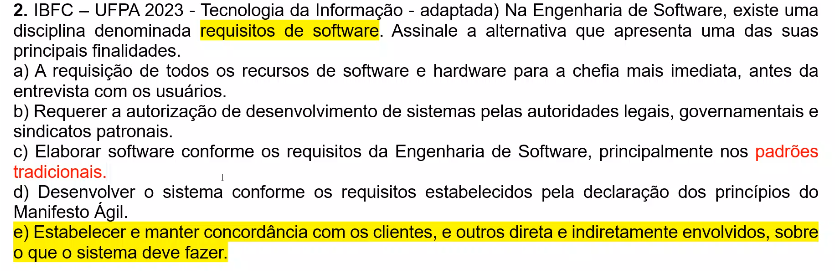 2. IBFC – UFPA 2023 - Tecnologia da Informação - adaptada) Na Engenharia de Software, existe uma
disciplina denominada requisitos de software. Assinale a alternativa que apresenta uma das suas
principais finalidades.
a) A requisição de todos os recursos de software e hardware para a chefia mais imediata, antes da
entrevista com os usuários.
b) Requerer a autorização de desenvolvimento de sistemas pelas autoridades legais, governamentais e
sindicatos patronais.
c) Elaborar software conforme os requisitos da Engenharia de Software, principalmente nos padrões
tradicionais.
d) Desenvolver o sistema conforme os requisitos estabelecidos pela declaração dos princípios do
Manifesto Ágil.
e) Estabelecer e manter concordância com os clientes, e outros direta e indiretamente envolvidos, sobre
o que o sistema deve fazer.